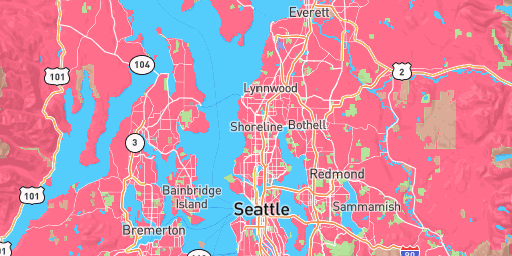 Everett
104
101
2
Lynnwood
Shoreline
Bothell
3
Redmond
Bainbridge
Island
101
Sammamish
Seattle
Bremerton